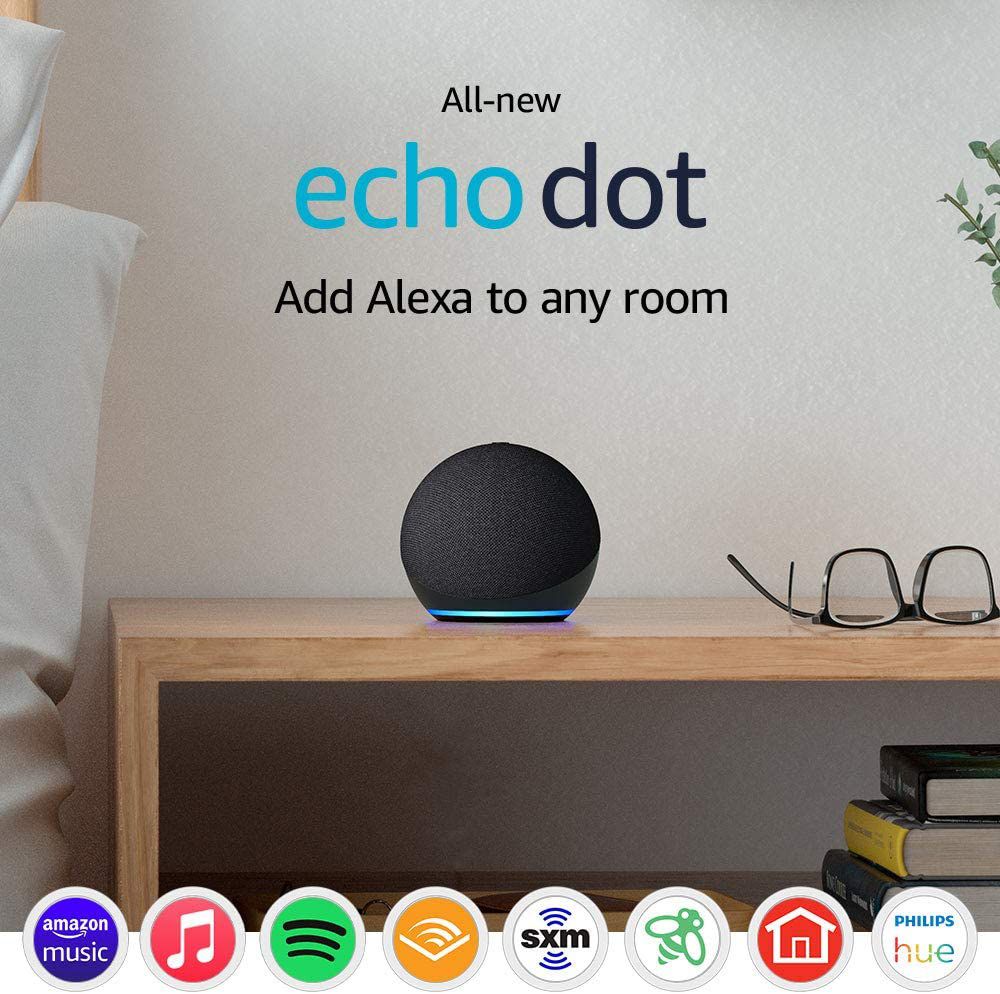 All-new
echo dot
Add Alexa to any room
amazon
music
sxm
PHILIPS
hue